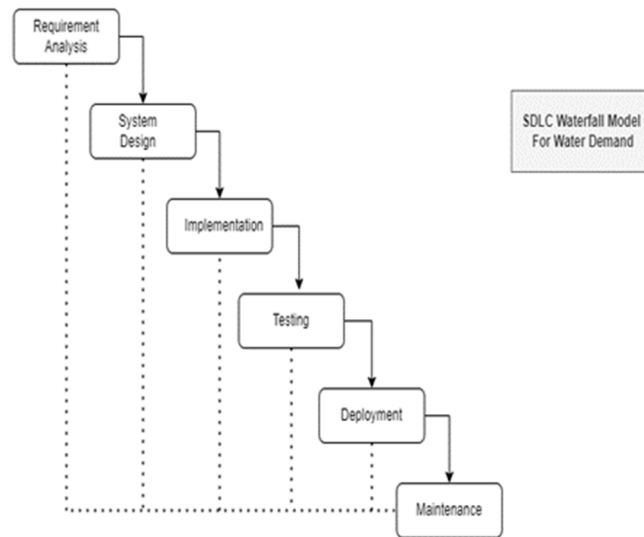 Requirement
Analysis
System
Design
SDLC Waterfall Model
For Water Demand
Implementation
Testing
Deployment
Maintenance